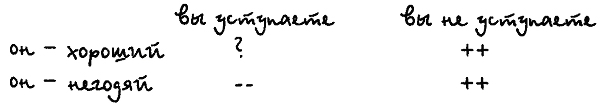 вы уступаете вы не уступаете
он - хороший ? ++
он - негодяй -- ++